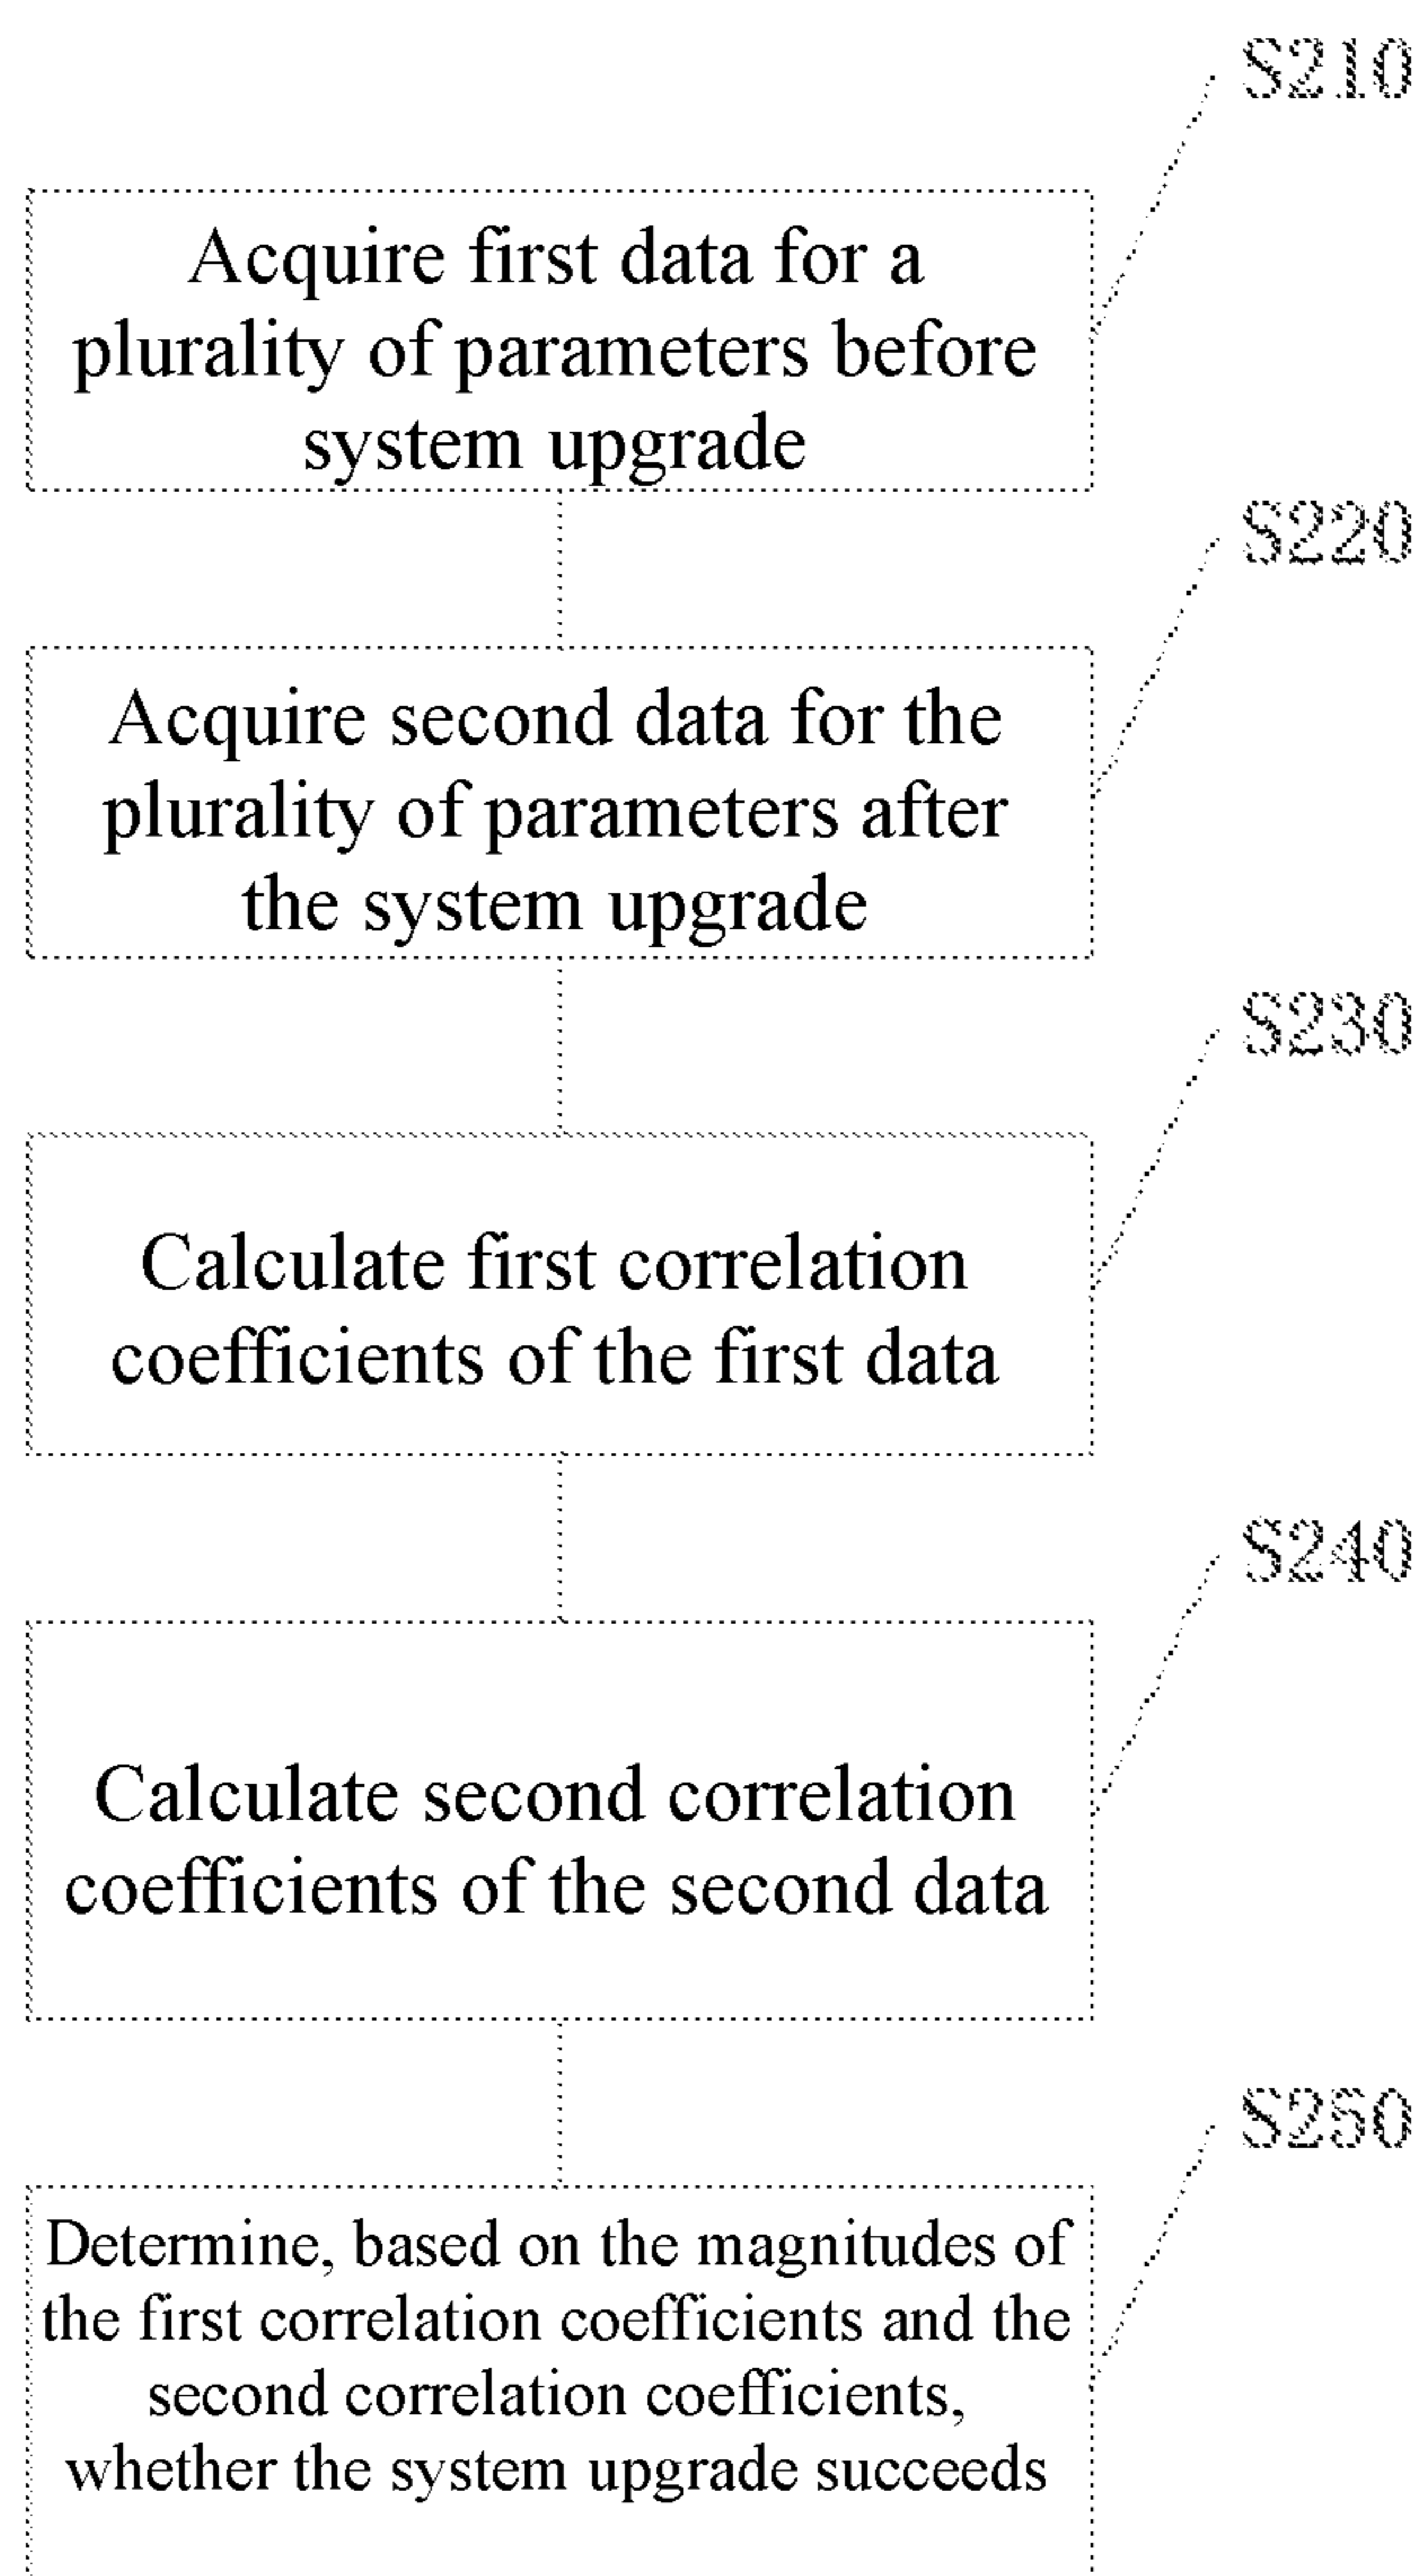 S210
Acquire first data for a
plurality of parameters before
system upgrade
S220
Acquire second data for the
plurality of parameters after
the system upgrade
S230
Calculate first correlation
coefficients of the first data
S240
Calculate second correlation
coefficients of the second data
S250
Determine, based on the magnitudes of
the first correlation coefficients and the
second correlation coefficients,
whether the system upgrade succeeds